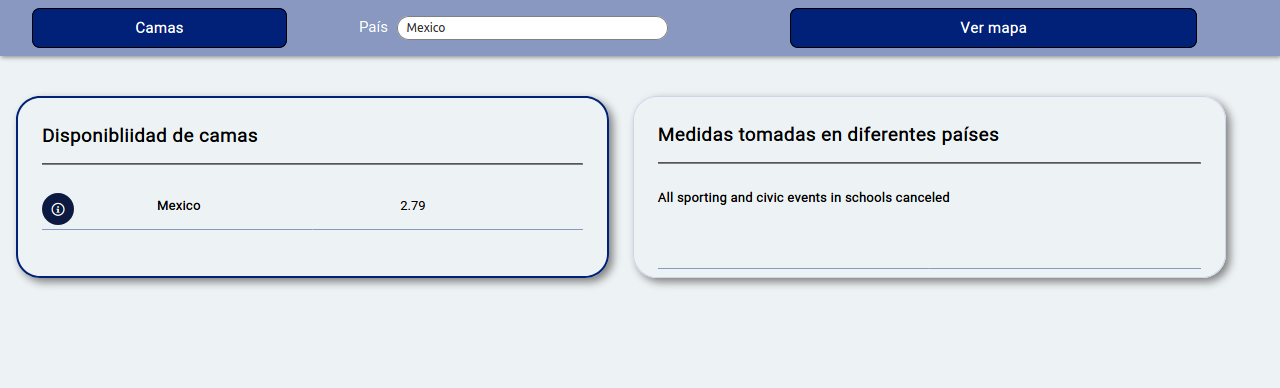 Camas
País
Mexico
Ver mapa
Disponibliidad de camas
Mexico 2.79
Medidas tomadas en diferentes países
All sporting and civic events in schools canceled